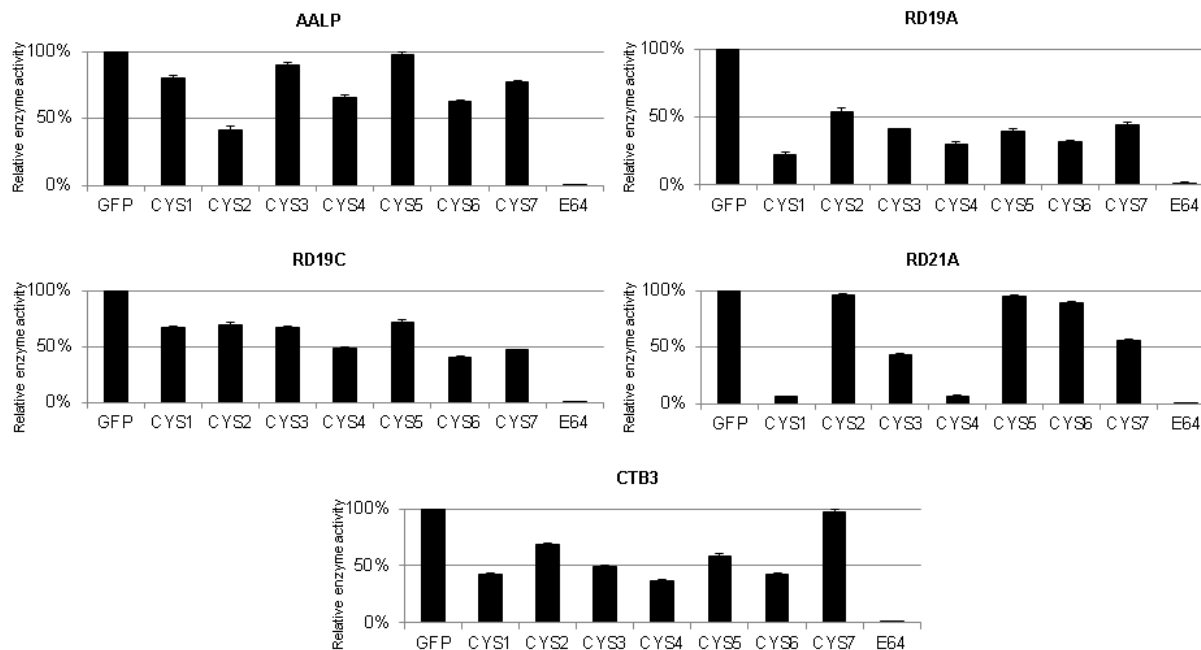 AALP
Relative enzyme activity
100%
50%
0%
GFP CYS1 CYS2 CYS3 CYS4 CYS5 CYS6 CYS7 E64
RD19A
Relative enzyme activity
100%
50%
0%
GFP CYS1 CYS2 CYS3 CYS4 CYS5 CYS6 CYS7 E64
RD19C
Relative enzyme activity
100%
50%
0%
GFP CYS1 CYS2 CYS3 CYS4 CYS5 CYS6 CYS7 E64
RD21A
Relative enzyme activity
100%
50%
0%
GFP CYS1 CYS2 CYS3 CYS4 CYS5 CYS6 CYS7 E64
CTB3
Relative enzyme activity
100%
50%
0%
GFP CYS1 CYS2 CYS3 CYS4 CYS5 CYS6 CYS7 E64